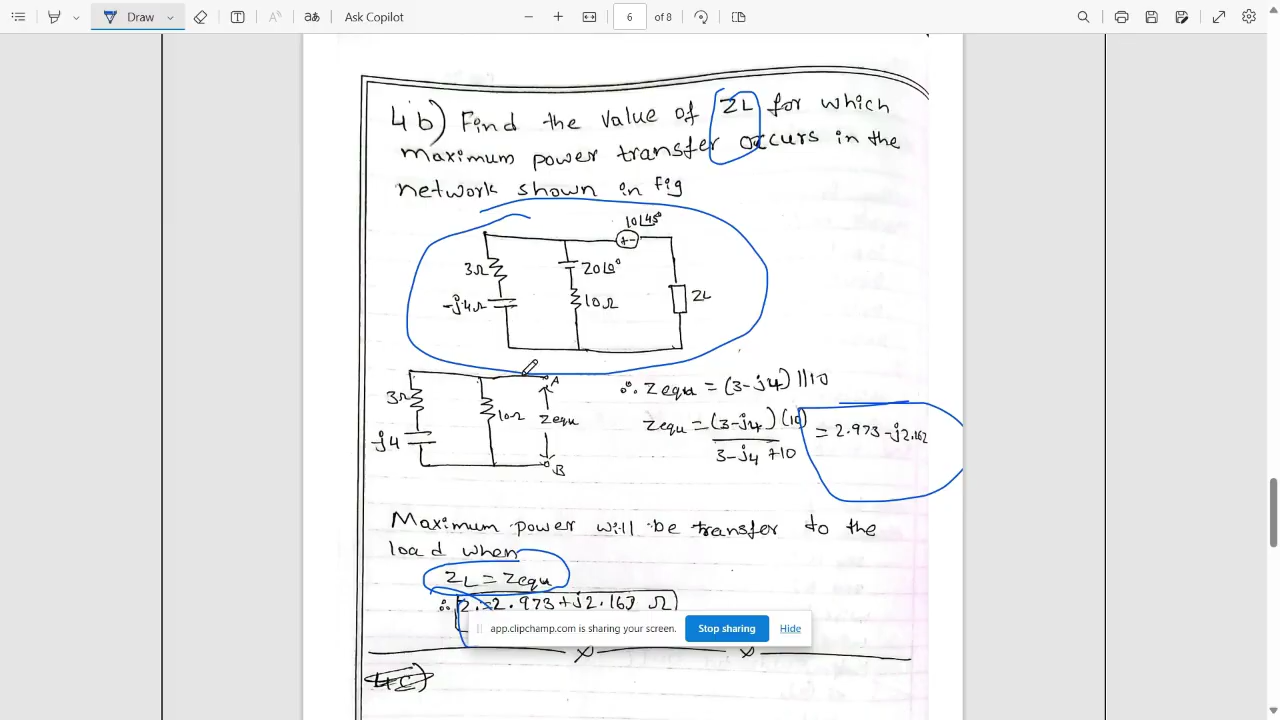 Draw
aあ
Ask Copilot
6 of 8
4 b) Find the value of ZL for which
maximum power transfer occurs in the
network shown in fig
10∠45°
+-
3Ω
20∠0°
-j4Ω
10Ω
ZL
3Ω
10Ω
Zequ
j4
A
B
∴ Zequ = (3-j4) || 10
Zequ = (3-j4) (10) / 3-j4 +10 = 2.973 - j2.162
Maximum power will be transfer to the
load when
ZL = Zequ
∴ 2.973 + j2.162 Ω
app.clipchamp.com is sharing your screen.
Stop sharing
Hide
4c)